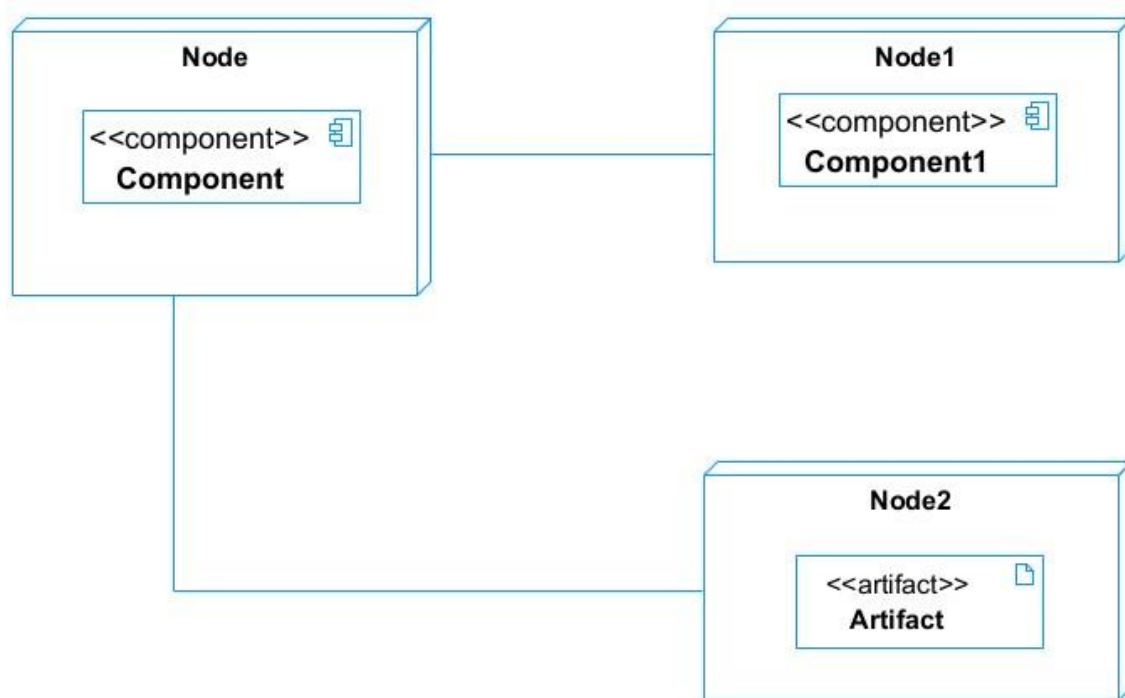 Node
<<component>>
Component
Node1
<<component>>
Component1
Node2
<<artifact>>
Artifact